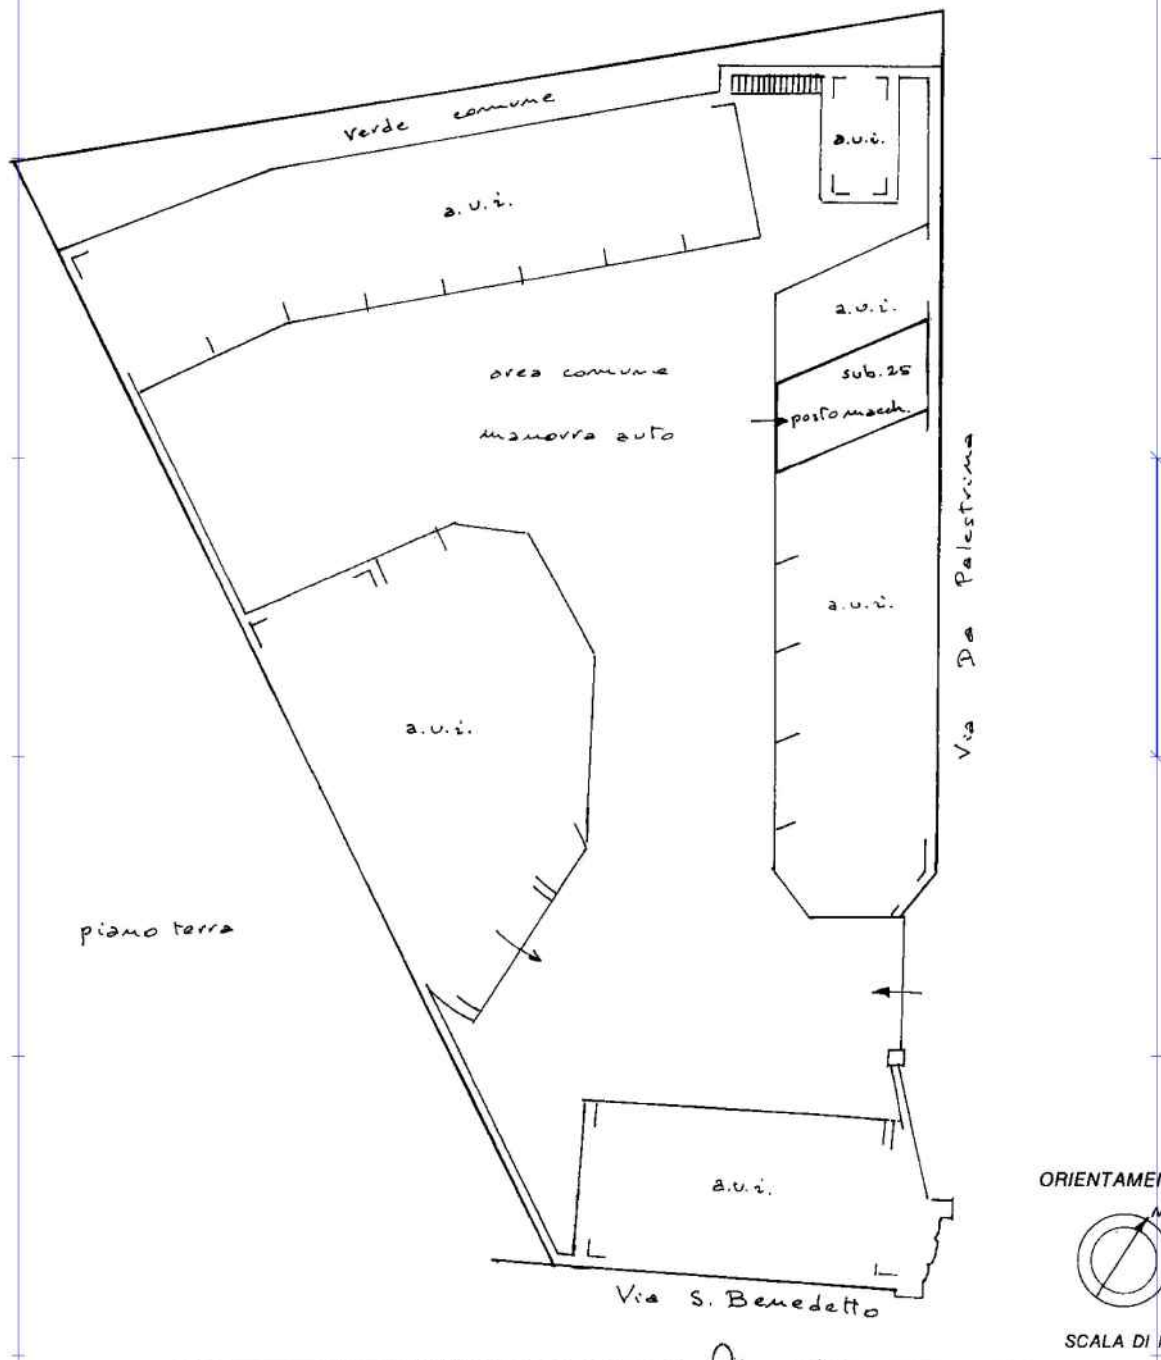 verde comune
a.u.i.
a.u.i.
a.u.i.
area comune
manovra auto
sub.25
posto macch.
a.u.i.
Via Da Palestrina
a.u.i.
piano terra
a.u.i.
Via S. Benedetto
ORIENTAME
SCALA DI